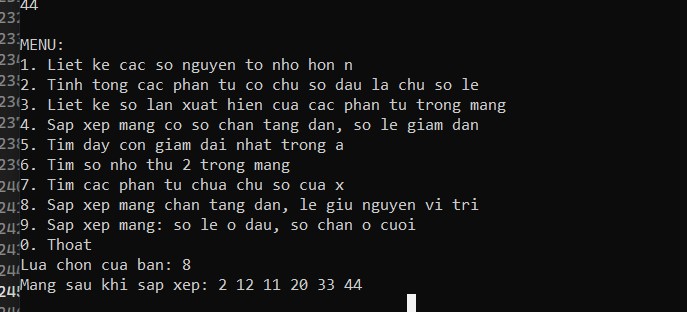 44
MENU:
1. Liet ke cac so nguyen to nho hon n
2. Tinh tong cac phan tu co chu so dau la chu so le
3. Liet ke so lan xuat hien cua cac phan tu trong mang
4. Sap xep mang co so chan tang dan, so le giam dan
5. Tim day con giam dai nhat trong a
6. Tim so nho thu 2 trong mang
7. Tim cac phan tu chua chu so cua x
8. Sap xep mang chan tang dan, le giu nguyen vi tri
9. Sap xep mang: so le o dau, so chan o cuoi
0. Thoat
Lua chon cua ban: 8
Mang sau khi sap xep: 2 12 11 20 33 44